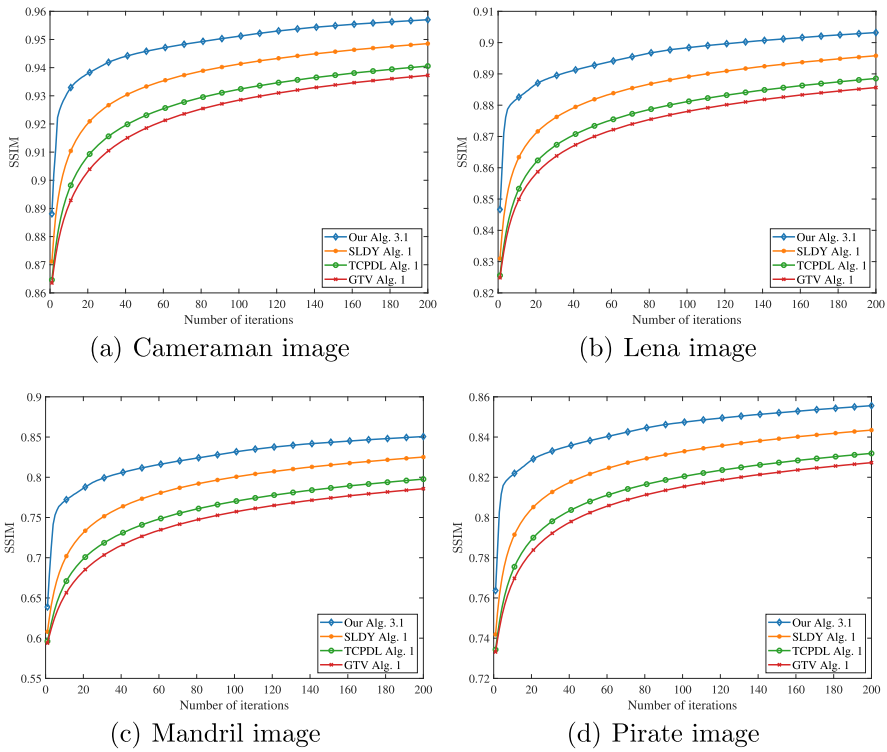 0.96
0.95
0.94
0.93
0.92
0.91
0.9
0.89
0.88
0.87
0.86
SSIM
0 20 40 60 80 100 120 140 160 180 200
Number of iterations
Our Alg. 3.1
SLDY Alg. 1
TCPDL Alg. 1
GTV Alg. 1
(a) Cameraman image
0.91
0.9
0.89
0.88
0.87
0.86
0.85
0.84
0.83
0.82
SSIM
0 20 40 60 80 100 120 140 160 180 200
Number of iterations
Our Alg. 3.1
SLDY Alg. 1
TCPDL Alg. 1
GTV Alg. 1
(b) Lena image
0.9
0.85
0.8
0.75
0.7
0.65
0.6
0.55
SSIM
0 20 40 60 80 100 120 140 160 180 200
Number of iterations
Our Alg. 3.1
SLDY Alg. 1
TCPDL Alg. 1
GTV Alg. 1
(c) Mandril image
0.86
0.84
0.82
0.8
0.78
0.76
0.74
0.72
SSIM
0 20 40 60 80 100 120 140 160 180 200
Number of iterations
Our Alg. 3.1
SLDY Alg. 1
TCPDL Alg. 1
GTV Alg. 1
(d) Pirate image